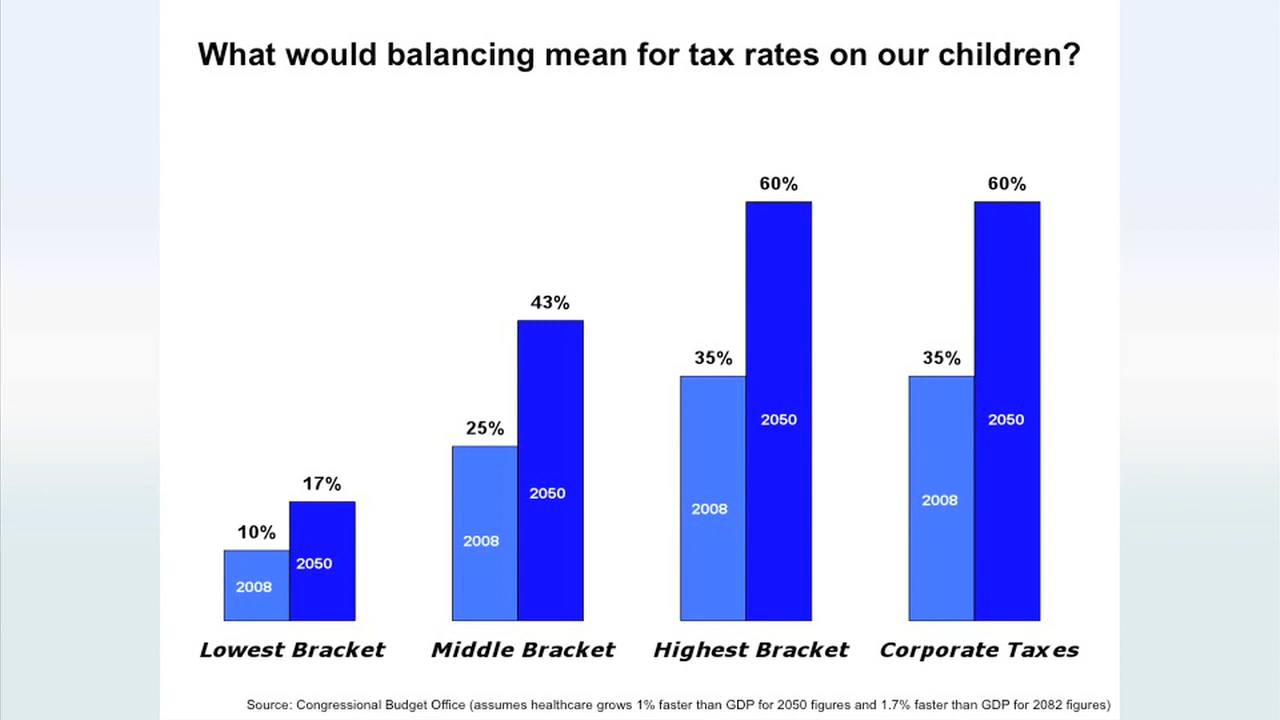 What would balancing mean for tax rates on our children?
60%
60%
43%
35%
35%
25%
17%
10%
2050
2050
2050
2008
2008
2008
2050
2008
Lowest Bracket
Middle Bracket
Highest Bracket
Corporate Taxes
Source: Congressional Budget Office (assumes healthcare grows 1% faster than GDP for 2050 figures and 1.7% faster than GDP for 2082 figures)